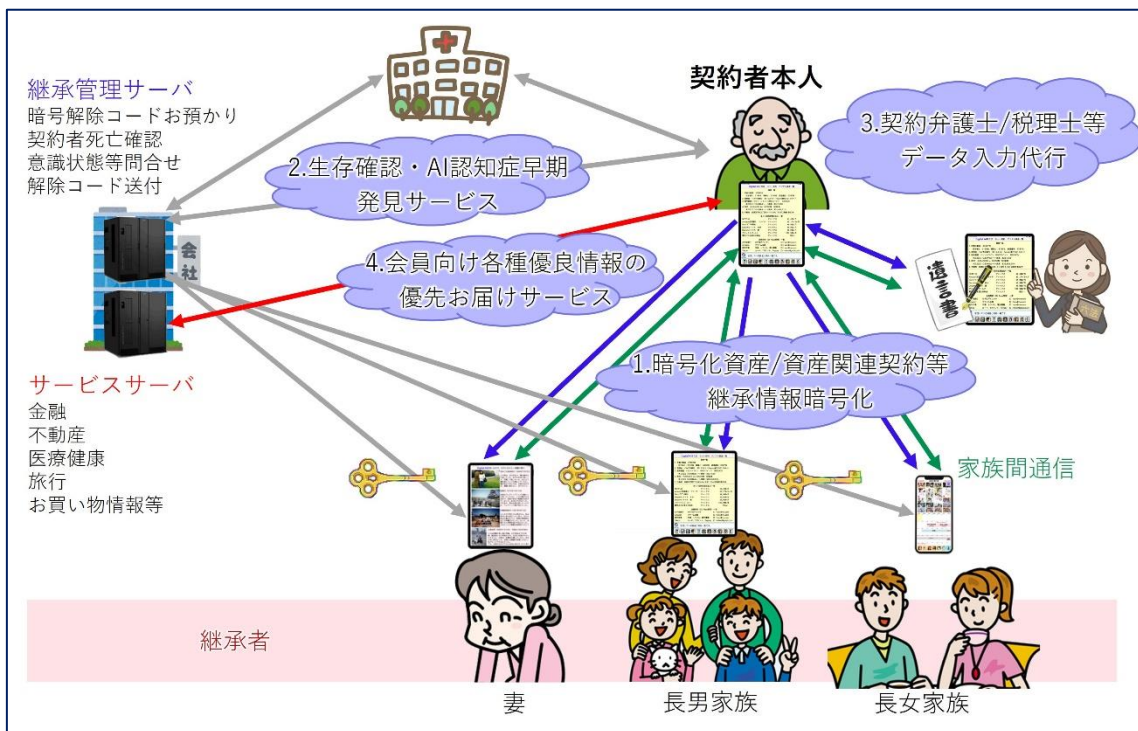 継承管理サーバ
暗号解除コードお預かり
契約者死亡確認
意識状態等問合せ
解除コード送付
契約者本人
3.契約弁護士/税理士等
データ入力代行
2.生存確認・AI認知症早期
発見サービス
会社
4.会員向け各種優良情報の
優先お届けサービス
遺言書
1.暗号化資産/資産関連契約等
継承情報暗号化
サービスサーバ
金融
不動産
医療健康
旅行
お買い物情報等
家族間通信
継承者
妻
長男家族
長女家族